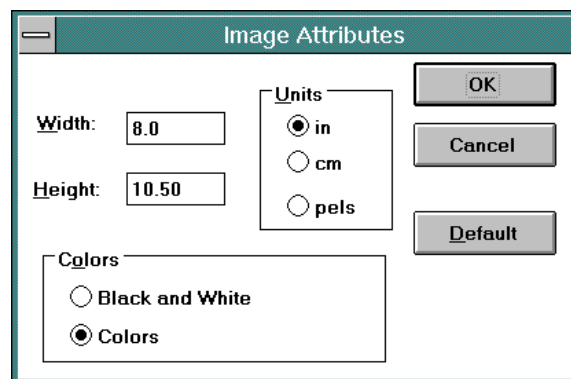 Image Attributes
Width: 8.0
Height: 10.50
Units
in
cm
pels
OK
Cancel
Default
Colors
Black and White
Colors